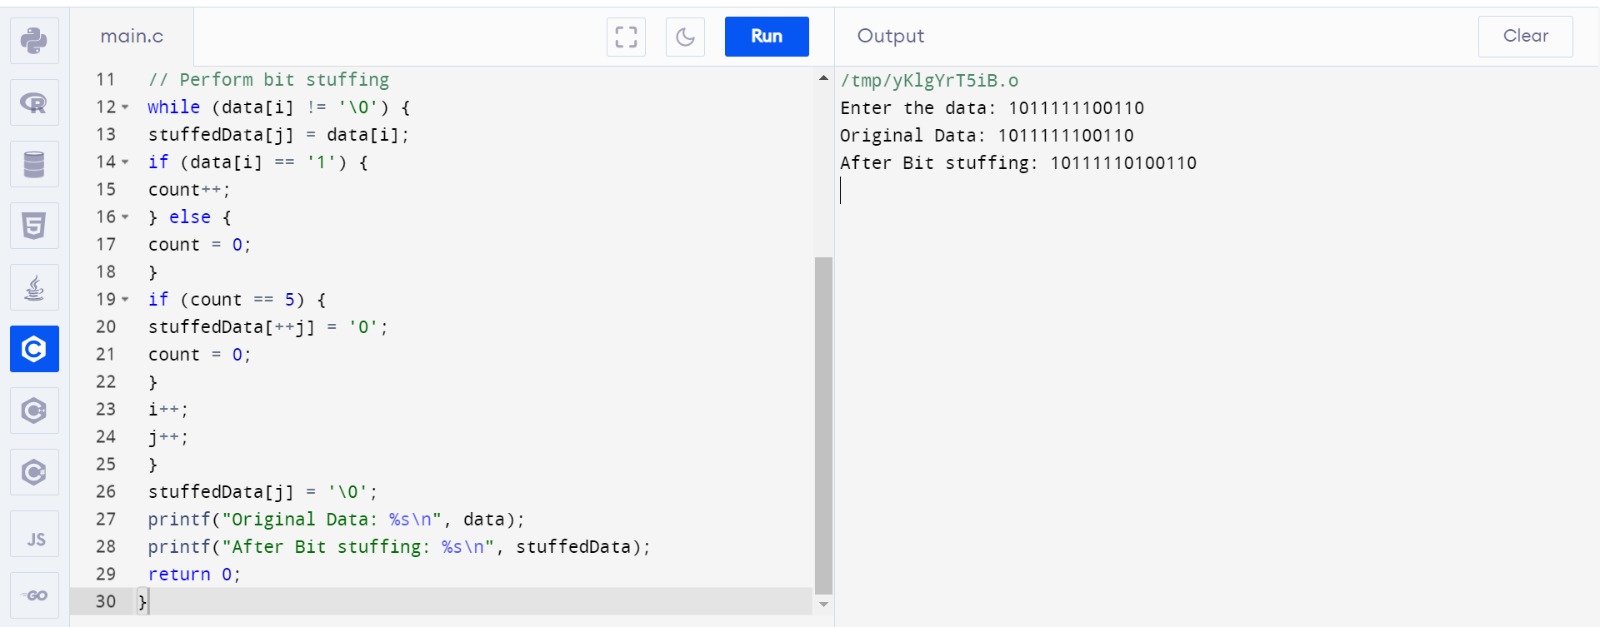 main.c
Run
Output
Clear
11 // Perform bit stuffing
12 while (data[i] != '\0') {
13 stuffedData[j] = data[i];
14 if (data[i] == '1') {
15 count++;
16 } else {
17 count = 0;
18 }
19 if (count == 5) {
20 stuffedData[++j] = '0';
21 count = 0;
22 }
23 i++;
24 j++;
25 }
26 stuffedData[j] = '\0';
27 printf("Original Data: %s\n", data);
28 printf("After Bit stuffing: %s\n", stuffedData);
29 return 0;
30 }
/tmp/yKlgYrT5iB.o
Enter the data: 1011111100110
Original Data: 1011111100110
After Bit stuffing: 10111110100110
R
5
C
C
C
JS
GO